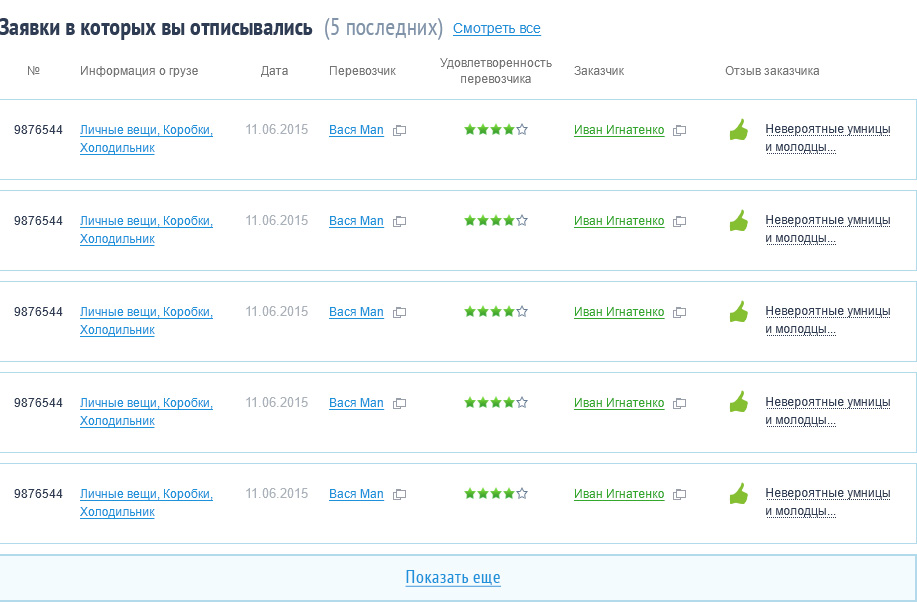 Заявки в которых вы отписывались (5 последних) Смотреть все
№ Информация о грузе Дата Перевозчик Удовлетворенность перевозчика Заказчик Отзыв заказчика
9876544 Личные вещи, Коробки, 11.06.2015 Вася Man Иван Игнатенко Невероятные умницы
Холодильник и молодцы...
9876544 Личные вещи, Коробки, 11.06.2015 Вася Man Иван Игнатенко Невероятные умницы
Холодильник и молодцы...
9876544 Личные вещи, Коробки, 11.06.2015 Вася Man Иван Игнатенко Невероятные умницы
Холодильник и молодцы...
9876544 Личные вещи, Коробки, 11.06.2015 Вася Man Иван Игнатенко Невероятные умницы
Холодильник и молодцы...
9876544 Личные вещи, Коробки, 11.06.2015 Вася Man Иван Игнатенко Невероятные умницы
Холодильник и молодцы...
Показать еще